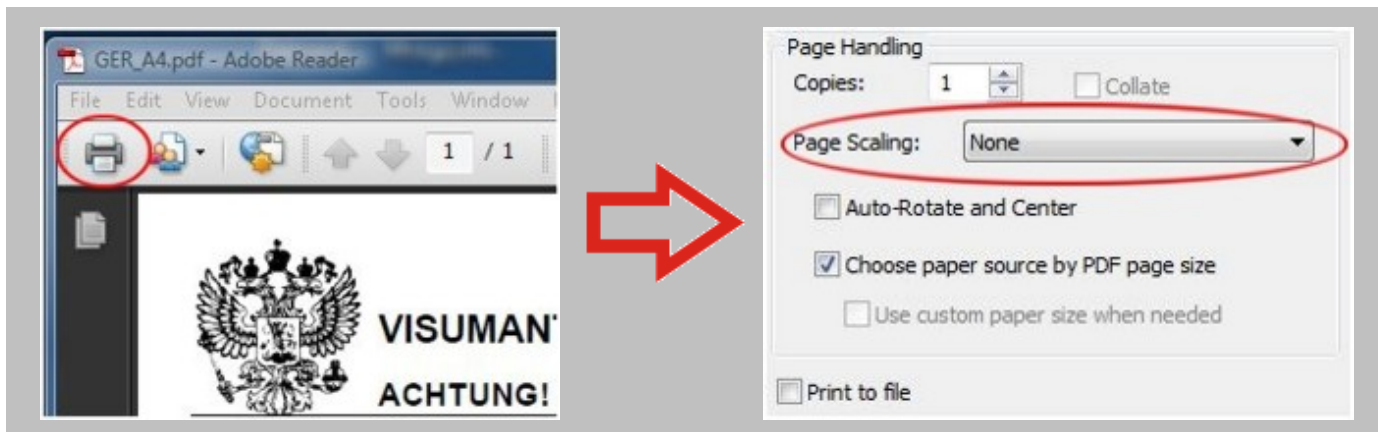 GER_A4.pdf - Adobe Reader
File Edit View Document Tools Window
1 / 1
VISUMAN
ACHTUNG!
Page Handling
Copies: 1 Collate
Page Scaling: None
Auto-Rotate and Center
Choose paper source by PDF page size
Use custom paper size when needed
Print to file